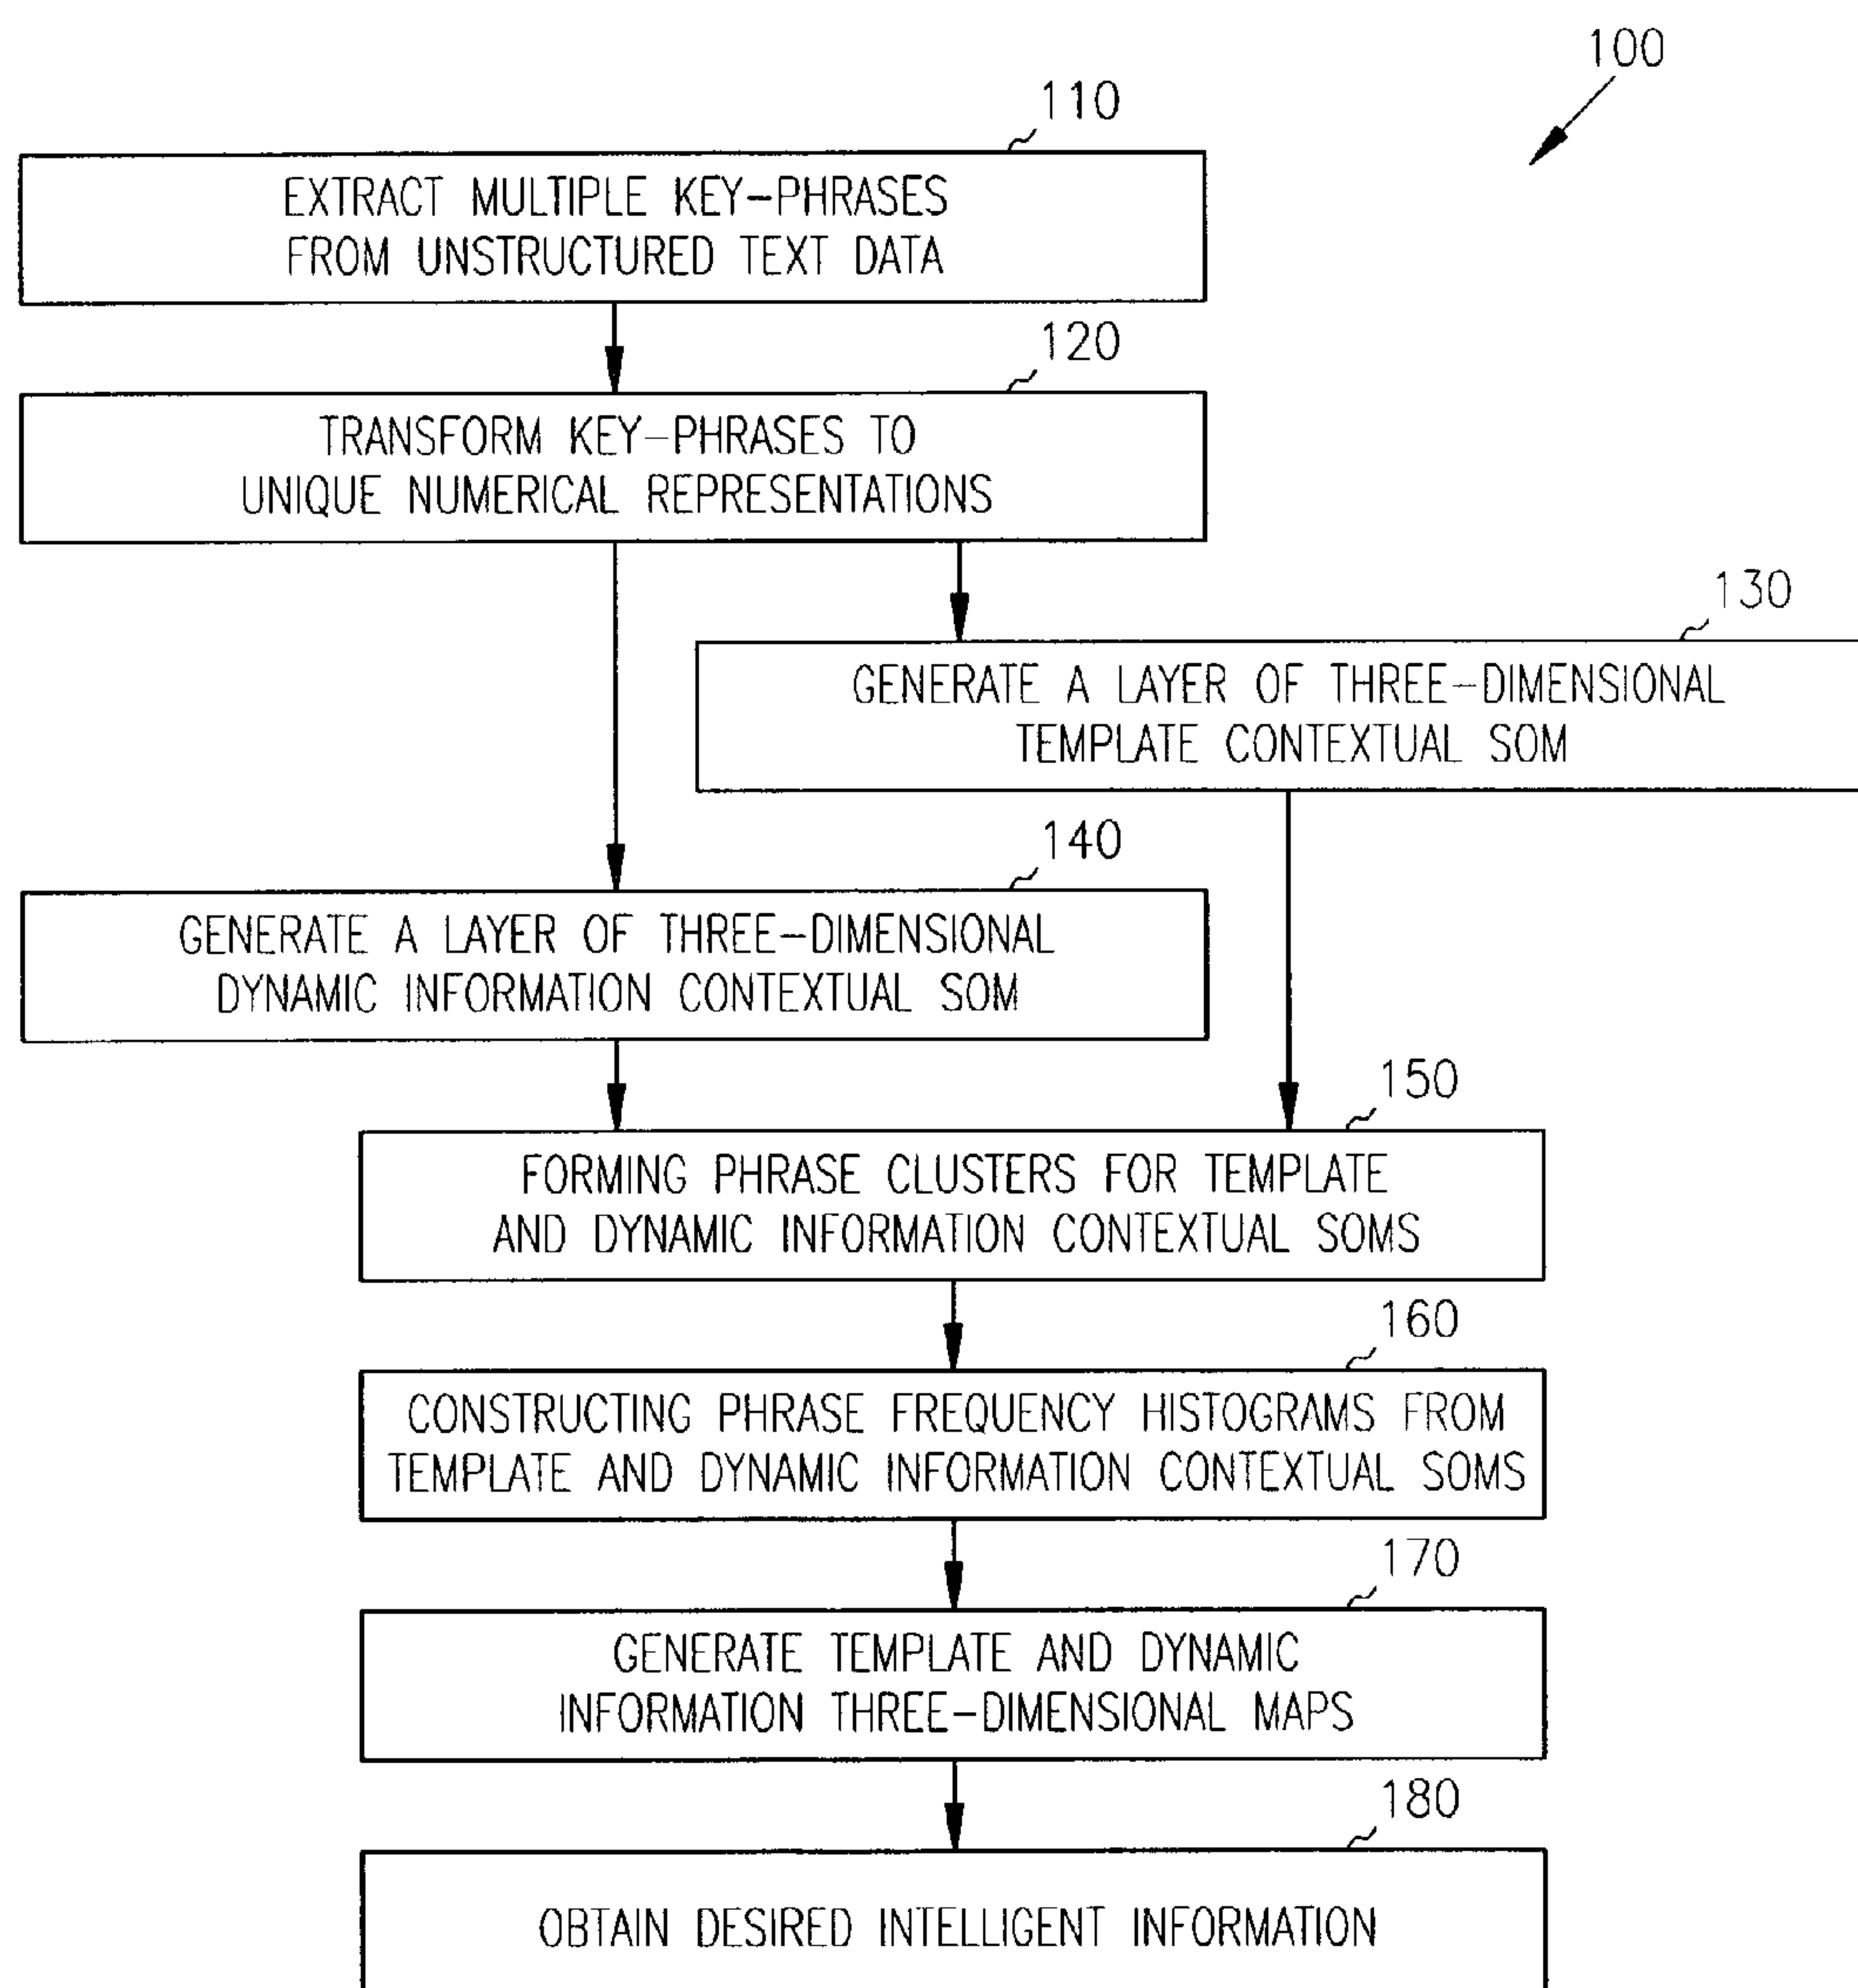 100
110
EXTRACT MULTIPLE KEY-PHRASES
FROM UNSTRUCTURED TEXT DATA
120
TRANSFORM KEY-PHRASES TO
UNIQUE NUMERICAL REPRESENTATIONS
130
GENERATE A LAYER OF THREE-DIMENSIONAL
TEMPLATE CONTEXTUAL SOM
140
GENERATE A LAYER OF THREE-DIMENSIONAL
DYNAMIC INFORMATION CONTEXTUAL SOM
150
FORMING PHRASE CLUSTERS FOR TEMPLATE
AND DYNAMIC INFORMATION CONTEXTUAL SOMS
160
CONSTRUCTING PHRASE FREQUENCY HISTOGRAMS FROM
TEMPLATE AND DYNAMIC INFORMATION CONTEXTUAL SOMS
170
GENERATE TEMPLATE AND DYNAMIC
INFORMATION THREE-DIMENSIONAL MAPS
180
OBTAIN DESIRED INTELLIGENT INFORMATION